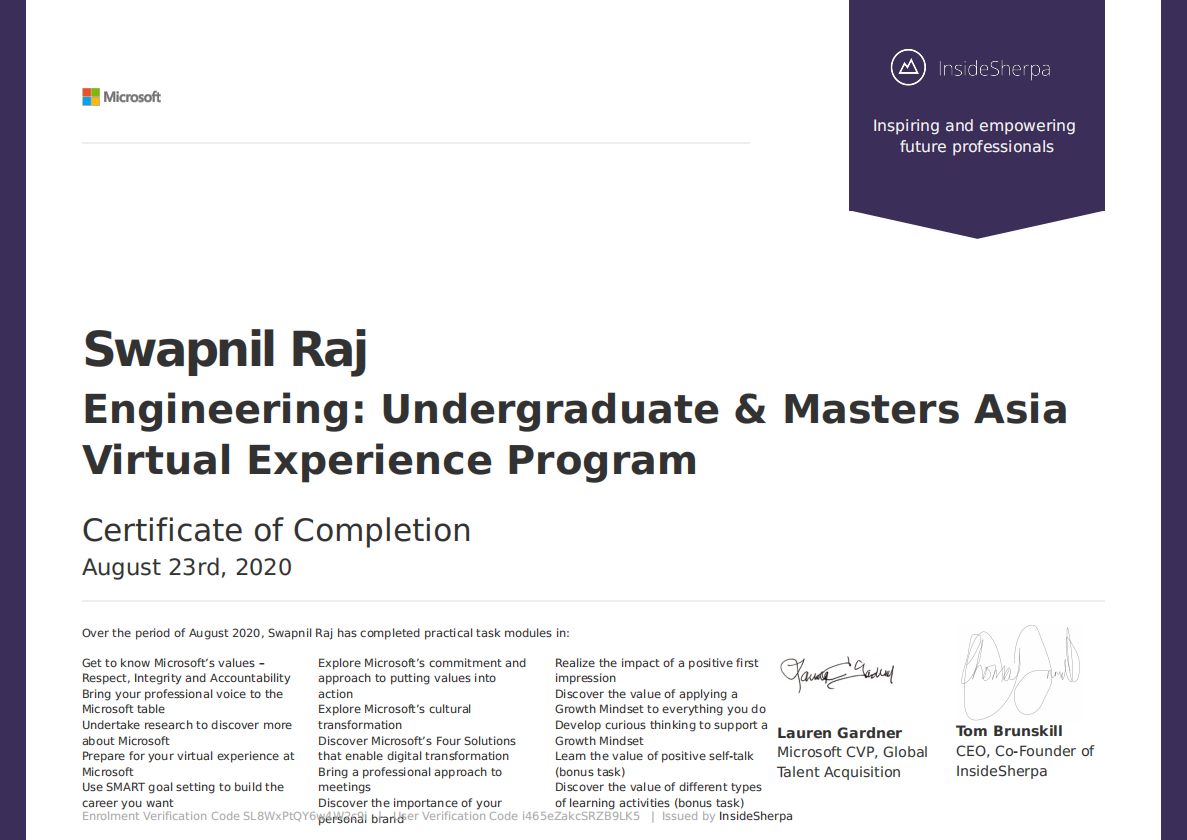 Microsoft
InsideSherpa
Inspiring and empowering
future professionals
Swapnil Raj
Engineering: Undergraduate & Masters Asia
Virtual Experience Program
Certificate of Completion
August 23rd, 2020
Over the period of August 2020, Swapnil Raj has completed practical task modules in:
Get to know Microsoft's values –
Respect, Integrity and Accountability
Bring your professional voice to the
Microsoft table
Undertake research to discover more
about Microsoft
Prepare for your virtual experience at
Microsoft
Use SMART goal setting to build the
career you want
Explore Microsoft's commitment and
approach to putting values into
action
Explore Microsoft's cultural
transformation
Discover Microsoft's Four Solutions
that enable digital transformation
Bring a professional approach to
meetings
Discover the importance of your
personal brand
Realize the impact of a positive first
impression
Discover the value of applying a
Growth Mindset to everything you do
Develop curious thinking to support a
Growth Mindset
Learn the value of positive self-talk
(bonus task)
Discover the value of different types
of learning activities (bonus task)
Lauren Gardner
Microsoft CVP, Global
Talent Acquisition
Tom Brunskill
CEO, Co-Founder of
InsideSherpa
Enrolment Verification Code | User Verification Code i465eZakcSRZB9LK5 | Issued by InsideSherpa